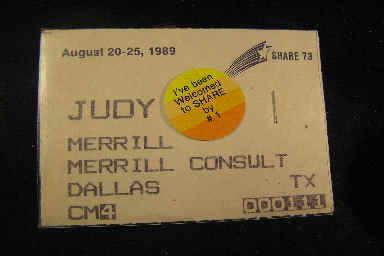 August 20-25, 1989
SHARE 73
I've been
Welcomed
to SHARE
by
# 1
JUDY
MERRILL
MERRILL CONSULT
DALLAS TX
CM4 000111